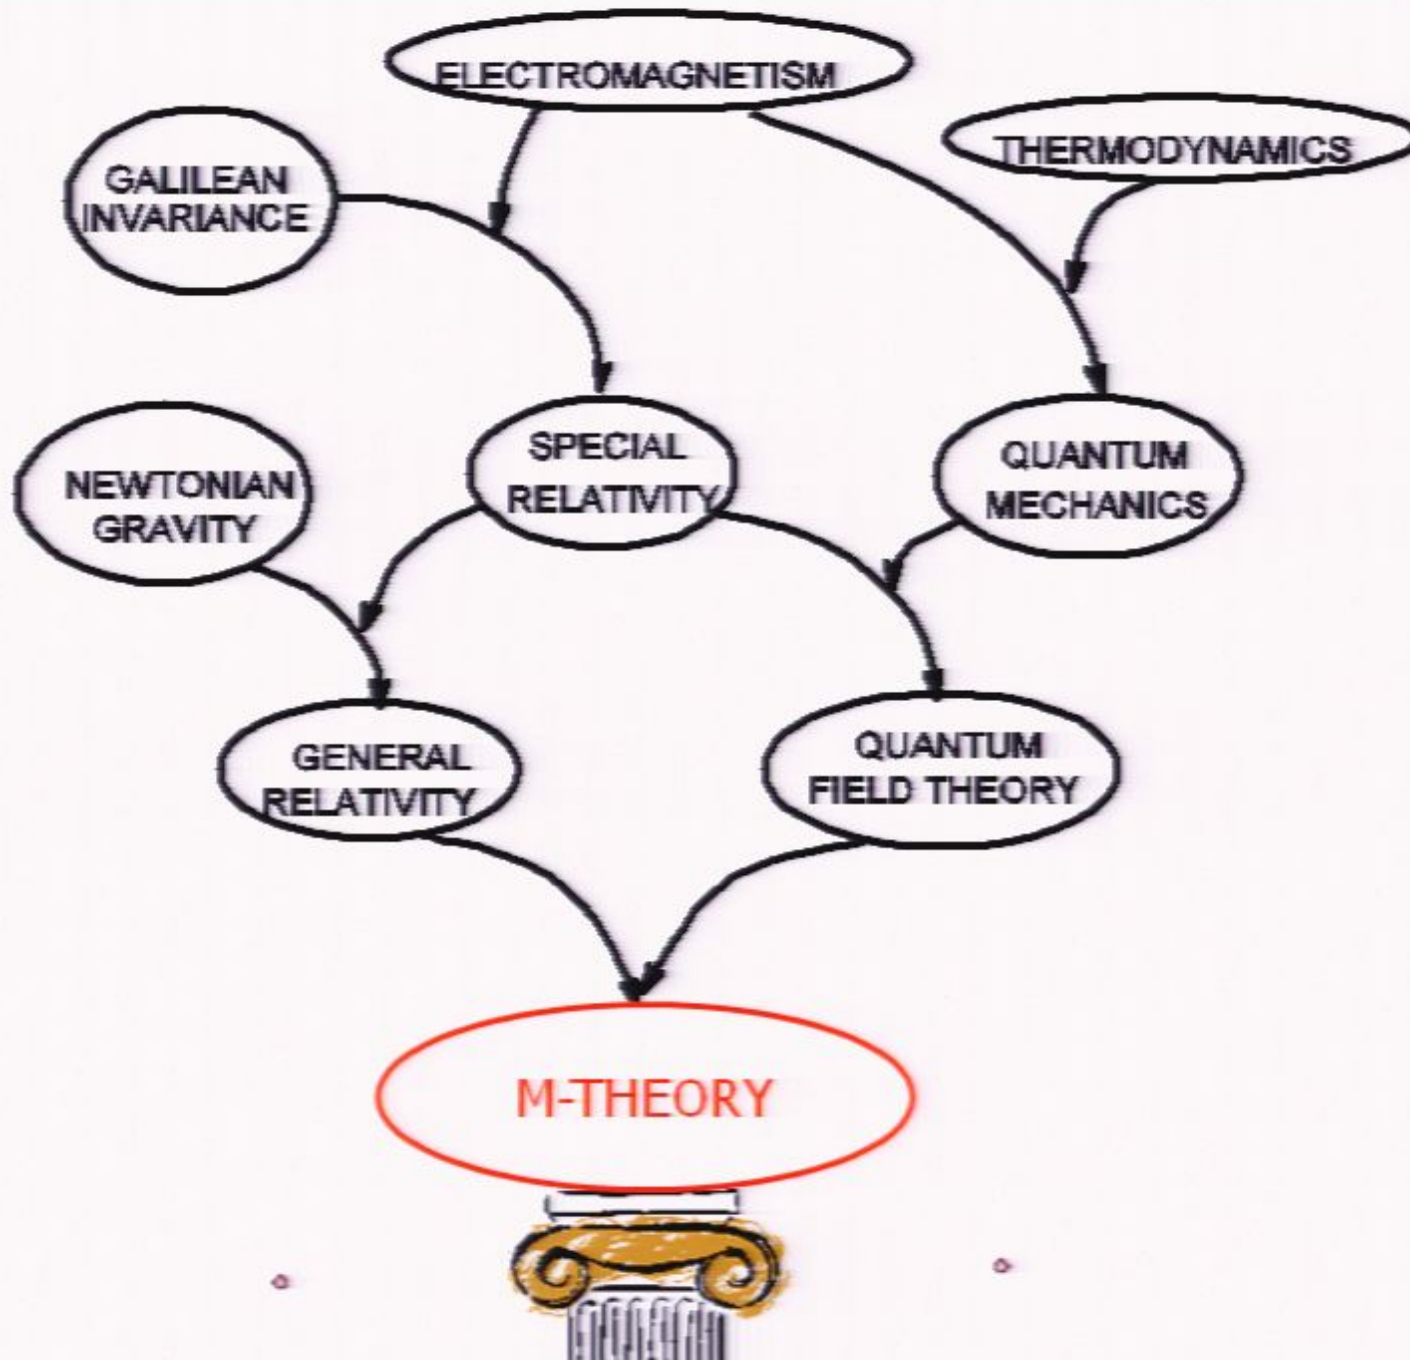 ELECTROMAGNETISM
THERMODYNAMICS
GALILEAN
INVARIANCE
NEWTONIAN
GRAVITY
SPECIAL
RELATIVITY
QUANTUM
MECHANICS
GENERAL
RELATIVITY
QUANTUM
FIELD THEORY
M-THEORY